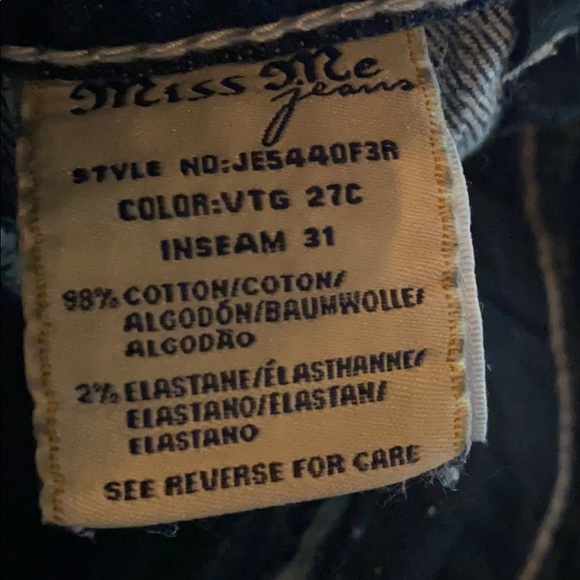 Miss Me
jeans
STYLE NO:JE5440F3R
COLOR:VTG 27C
INSEAM 31
98% COTTON/COTON/
ALGODÓN/BAUMWOLLE/
ALGODÃO
2% ELASTANE/ÉLASTHANNE/
ELASTANO/ELASTAN/
ELASTANO
SEE REVERSE FOR CARE